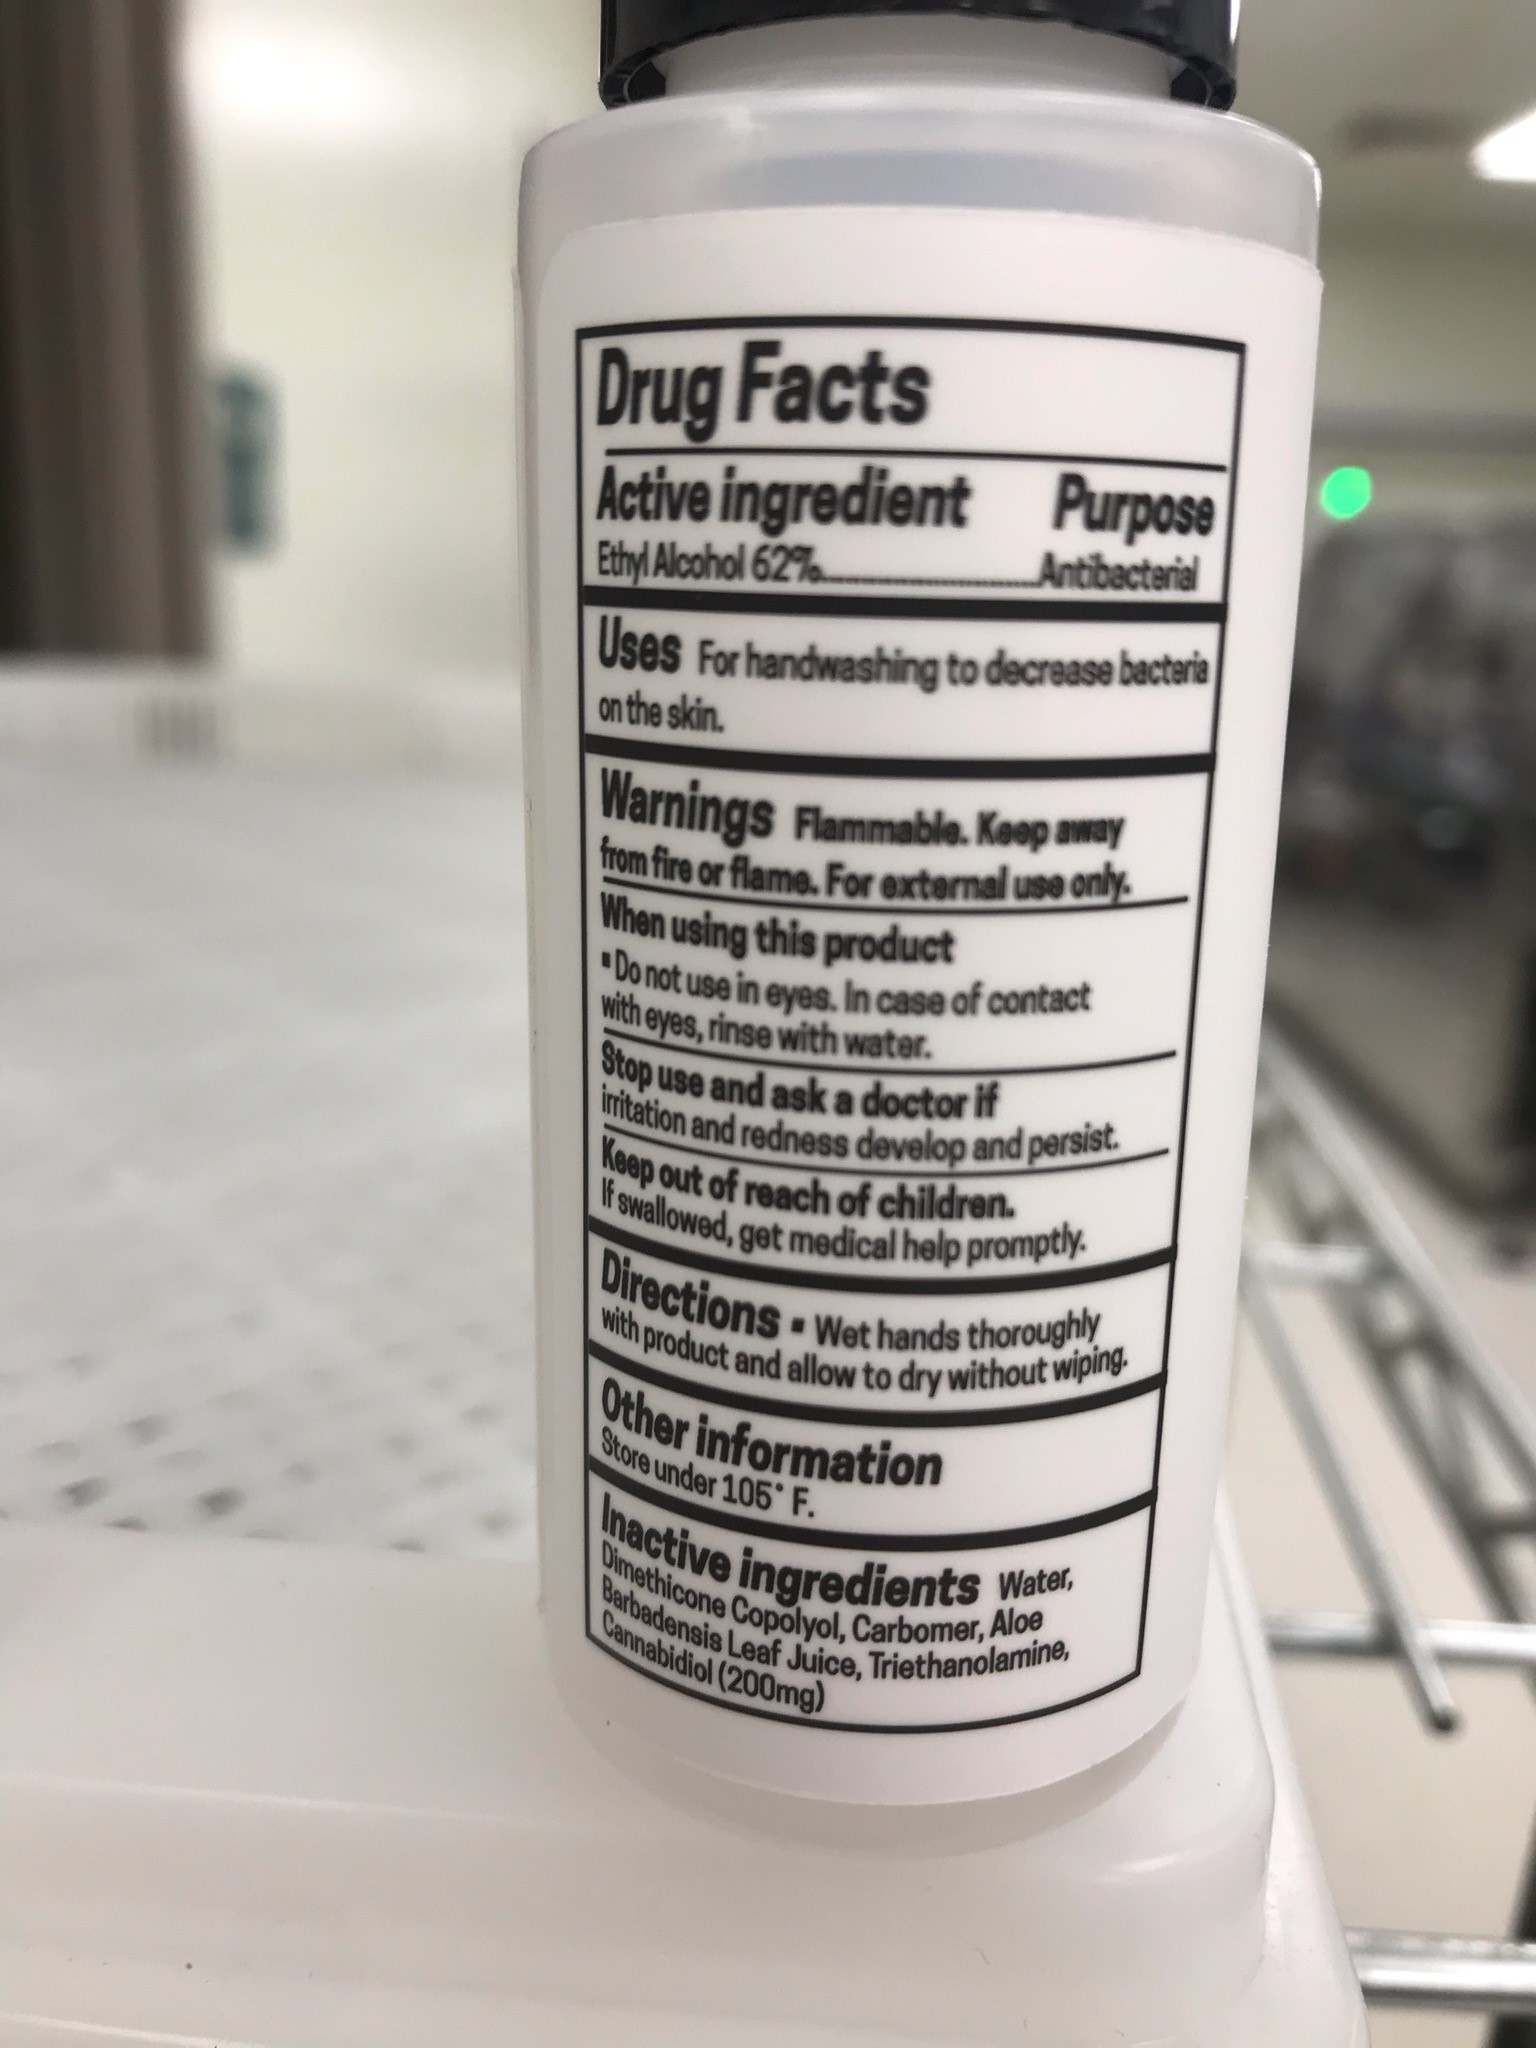 Drug Facts
Active ingredient Purpose
Ethyl Alcohol 62%..............................Antibacterial
Uses For handwashing to decrease bacteria
on the skin.
Warnings Flammable. Keep away
from fire or flame. For external use only.
When using this product
▪ Do not use in eyes. In case of contact
with eyes, rinse with water.
Stop use and ask a doctor if
irritation and redness develop and persist.
Keep out of reach of children.
If swallowed, get medical help promptly.
Directions ▪ Wet hands thoroughly
with product and allow to dry without wiping.
Other information
Store under 105° F.
Inactive ingredients Water,
Dimethicone Copolyol, Carbomer, Aloe
Barbadensis Leaf Juice, Triethanolamine,
Cannabidiol (200mg)